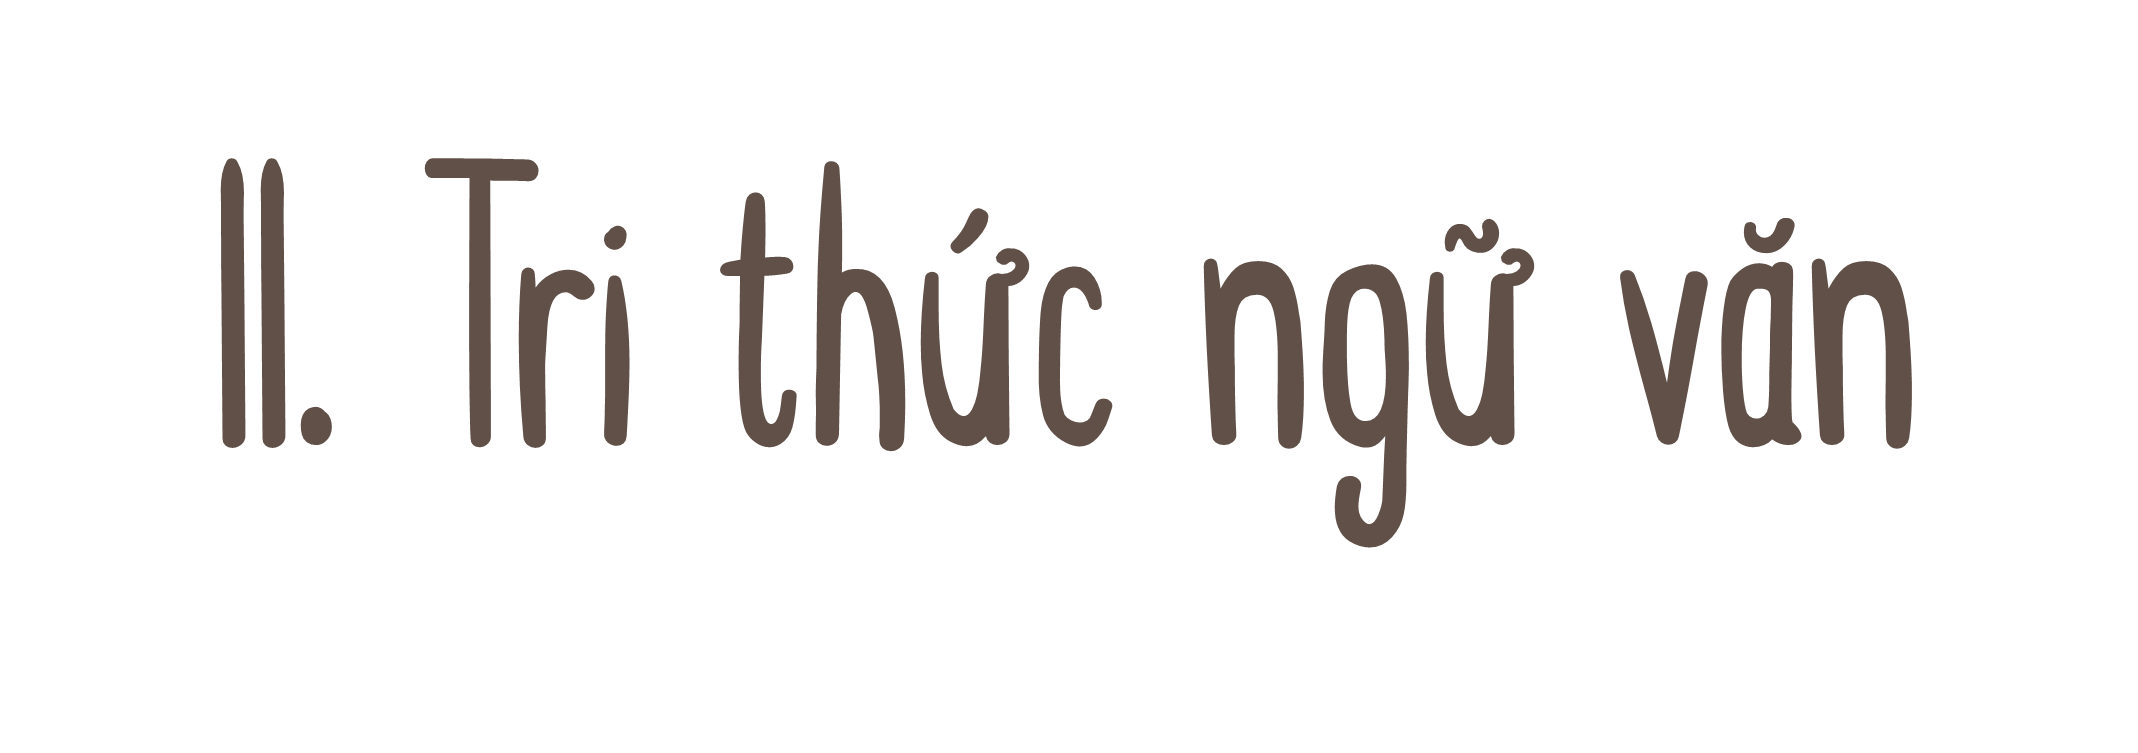 II. Tri thức ngữ văn